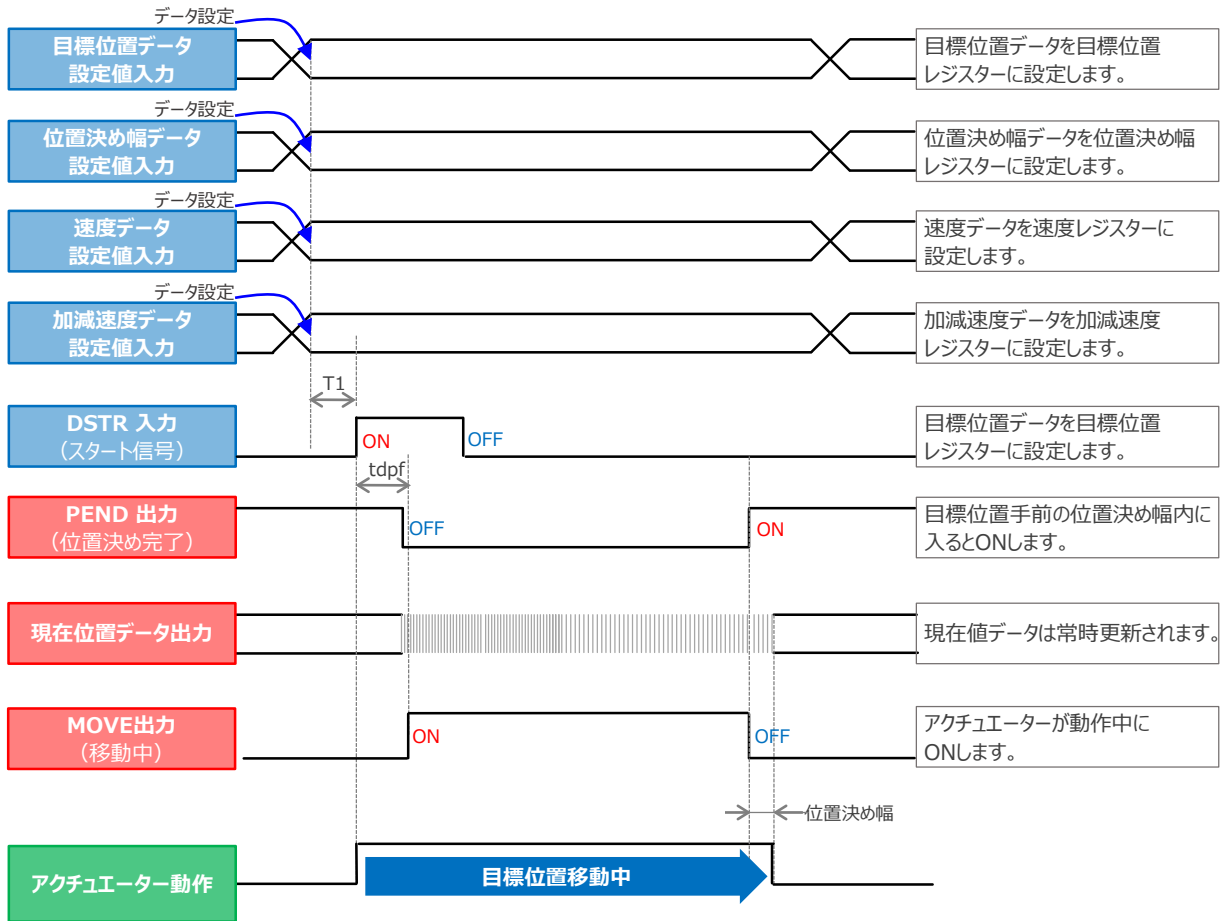 データ設定
目標位置データ
設定値入力
目標位置データを目標位置
レジスターに設定します。
データ設定
位置決め幅データ
設定値入力
位置決め幅データを位置決め幅
レジスターに設定します。
データ設定
速度データ
設定値入力
速度データを速度レジスターに
設定します。
データ設定
加減速度データ
設定値入力
加減速度データを加減速度
レジスターに設定します。
T1
DSTR 入力
（スタート信号）
ON
OFF
目標位置データを目標位置
レジスターに設定します。
tdpf
PEND 出力
（位置決め完了）
OFF
ON
目標位置手前の位置決め幅内に
入るとONします。
現在位置データ出力
現在値データは常時更新されます。
MOVE出力
（移動中）
ON
OFF
アクチュエーターが動作中に
ONします。
位置決め幅
アクチュエーター動作
目標位置移動中